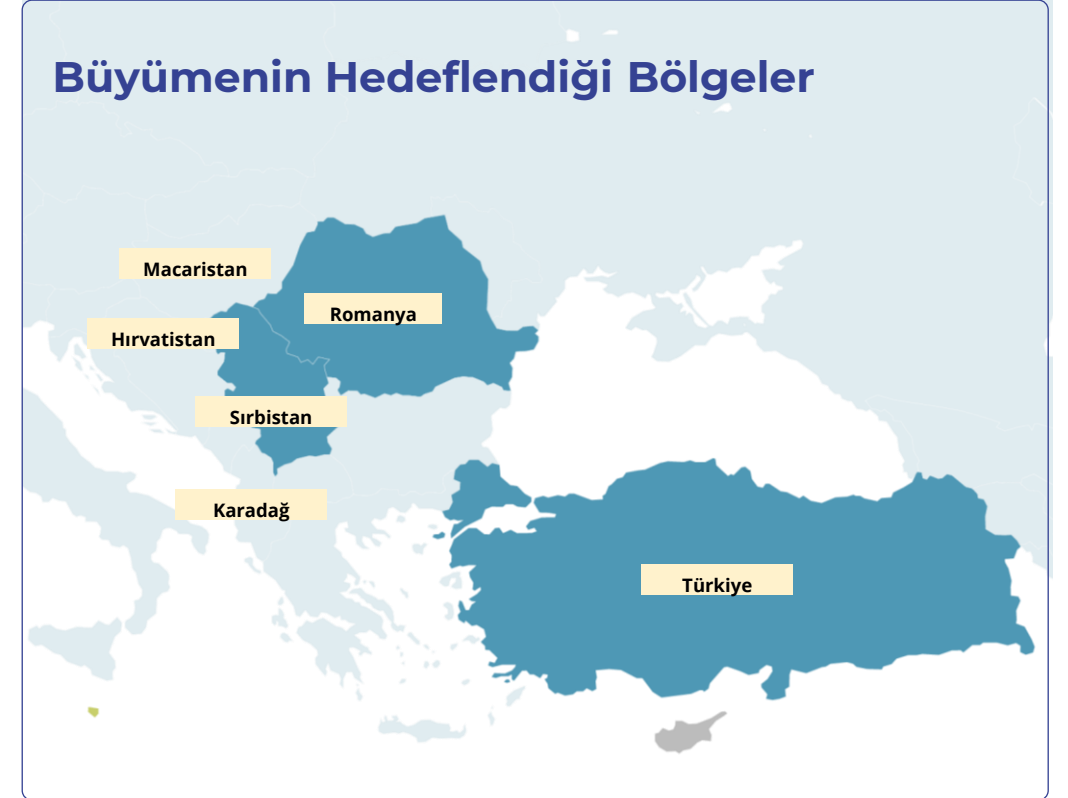 Büyümenin Hedeflendiği Bölgeler
Macaristan
Romanya
Hırvatistan
Sırbistan
Karadağ
Türkiye